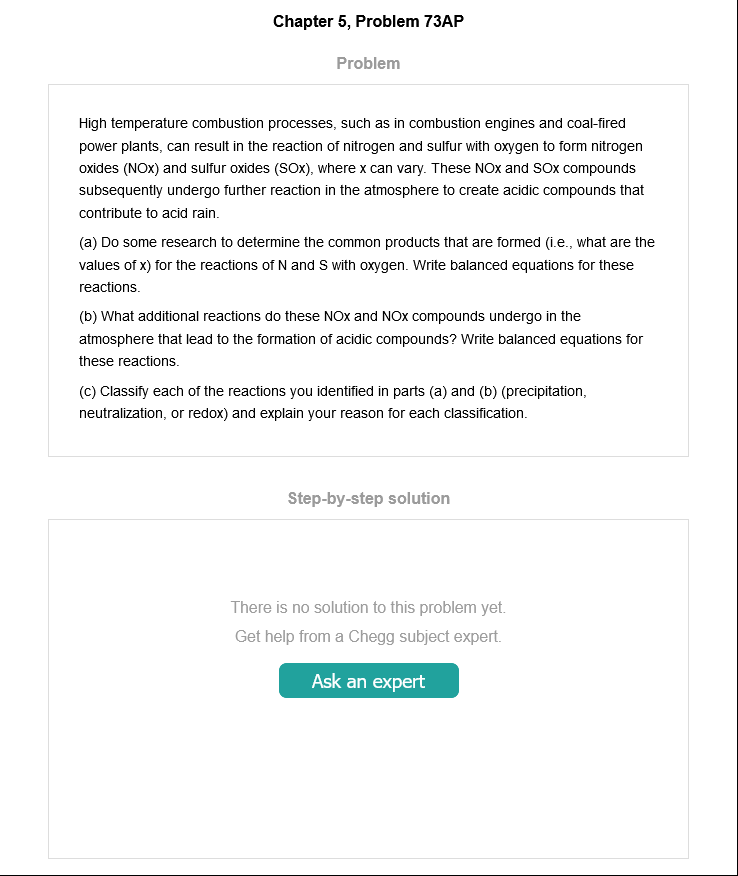 Chapter 5, Problem 73AP
Problem
High temperature combustion processes, such as in combustion engines and coal-fired
power plants, can result in the reaction of nitrogen and sulfur with oxygen to form nitrogen
oxides (NOx) and sulfur oxides (SOx), where x can vary. These NOx and SOx compounds
subsequently undergo further reaction in the atmosphere to create acidic compounds that
contribute to acid rain.
(a) Do some research to determine the common products that are formed (i.e., what are the
values of x) for the reactions of N and S with oxygen. Write balanced equations for these
reactions.
(b) What additional reactions do these NOx and NOx compounds undergo in the
atmosphere that lead to the formation of acidic compounds? Write balanced equations for
these reactions.
(c) Classify each of the reactions you identified in parts (a) and (b) (precipitation,
neutralization, or redox) and explain your reason for each classification.
Step-by-step solution
There is no solution to this problem yet.
Get help from a Chegg subject expert.
Ask an expert